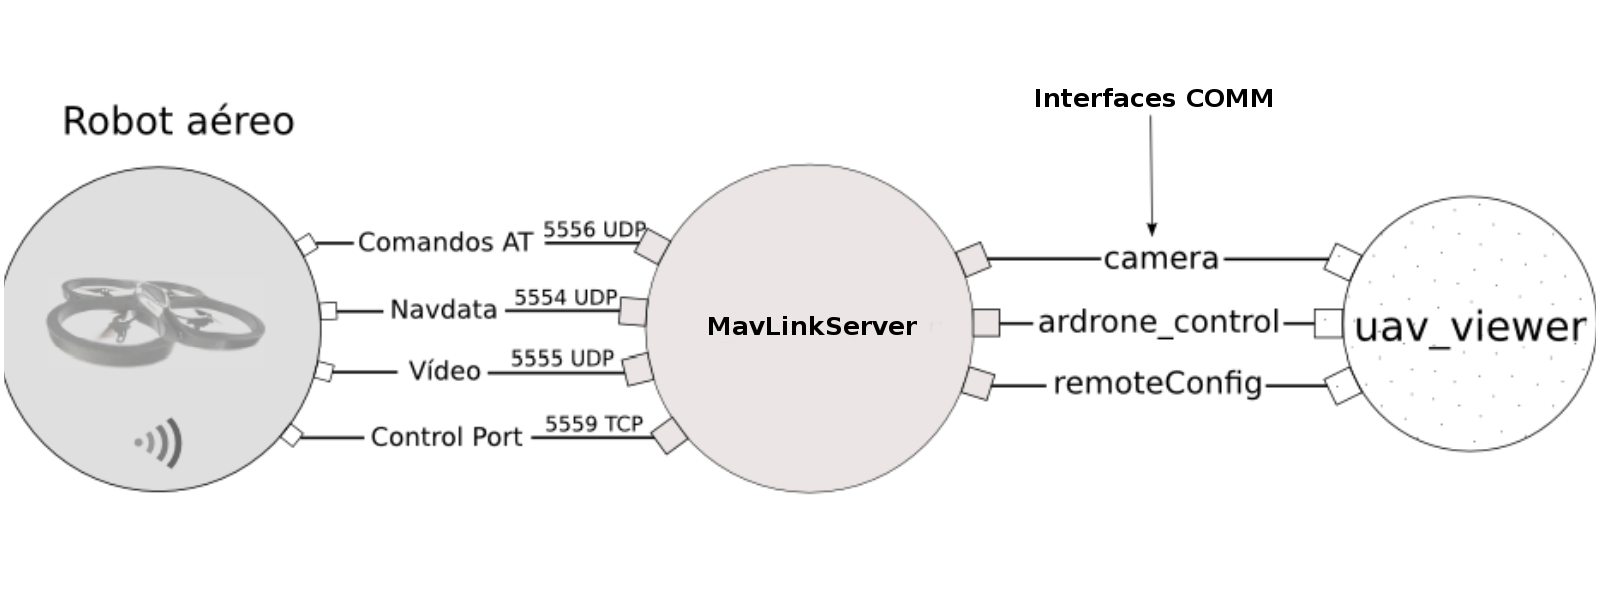 Robot aéreo
Interfaces COMM
Comandos AT 5556 UDP
Navdata 5554 UDP
Vídeo 5555 UDP
Control Port 5559 TCP
MavLinkServer
camera
ardrone_control
remoteConfig
uav_viewer